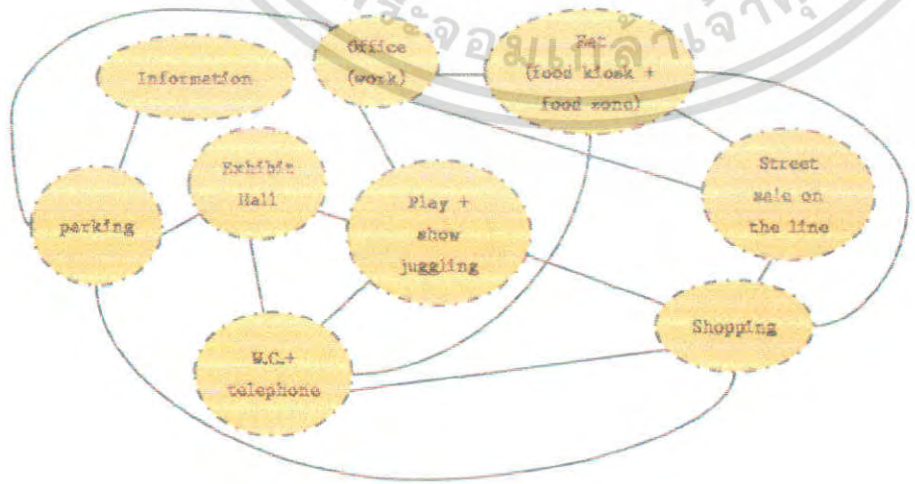 Information
Office
(work)
Eat
(food kiosk +
food zone)
Exhibin
Hall
parking
Play +
show
juggling
Street
sale on
the line
Shopping
W.C.+
telephone